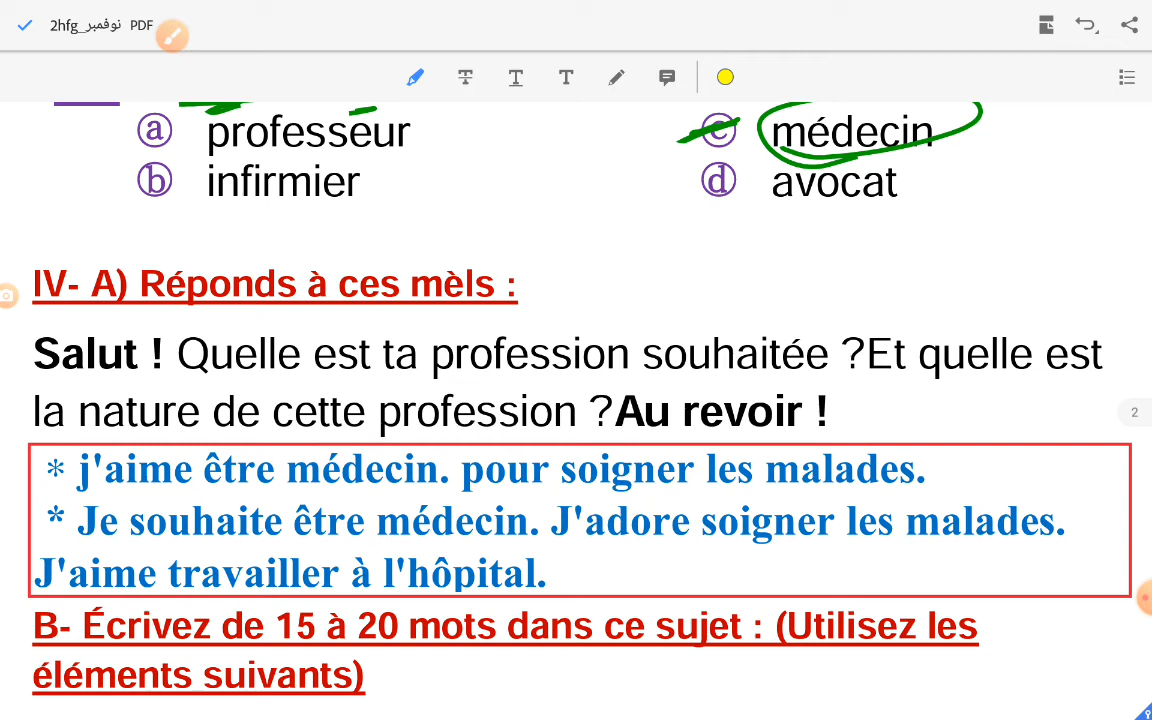 2hfg_نوفمبر PDF
ⓐ professeur
ⓒ médecin
ⓑ infirmier
ⓓ avocat
IV- A) Réponds à ces mèls :
Salut ! Quelle est ta profession souhaitée ?Et quelle est
la nature de cette profession ?Au revoir !
2
* j'aime être médecin. pour soigner les malades.
* Je souhaite être médecin. J'adore soigner les malades.
J'aime travailler à l'hôpital.
B- Écrivez de 15 à 20 mots dans ce sujet : (Utilisez les
éléments suivants)